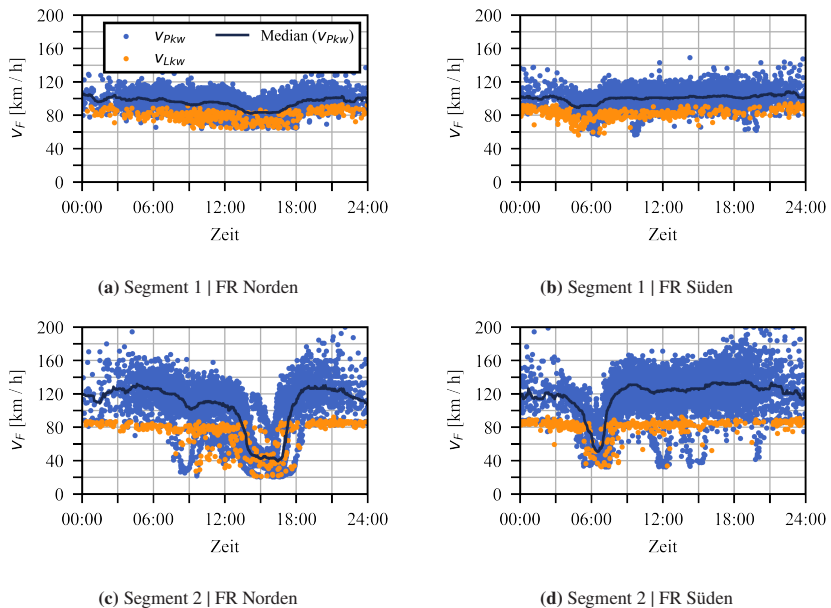 200
160
120
80
40
0
v_F [km / h]
v_Pkw
v_Lkw
Median (v_Pkw)
00:00 06:00 12:00 18:00 24:00
Zeit
(a) Segment 1 | FR Norden
200
160
120
80
40
0
v_F [km / h]
00:00 06:00 12:00 18:00 24:00
Zeit
(b) Segment 1 | FR Süden
200
160
120
80
40
0
v_F [km / h]
00:00 06:00 12:00 18:00 24:00
Zeit
(c) Segment 2 | FR Norden
200
160
120
80
40
0
v_F [km / h]
00:00 06:00 12:00 18:00 24:00
Zeit
(d) Segment 2 | FR Süden